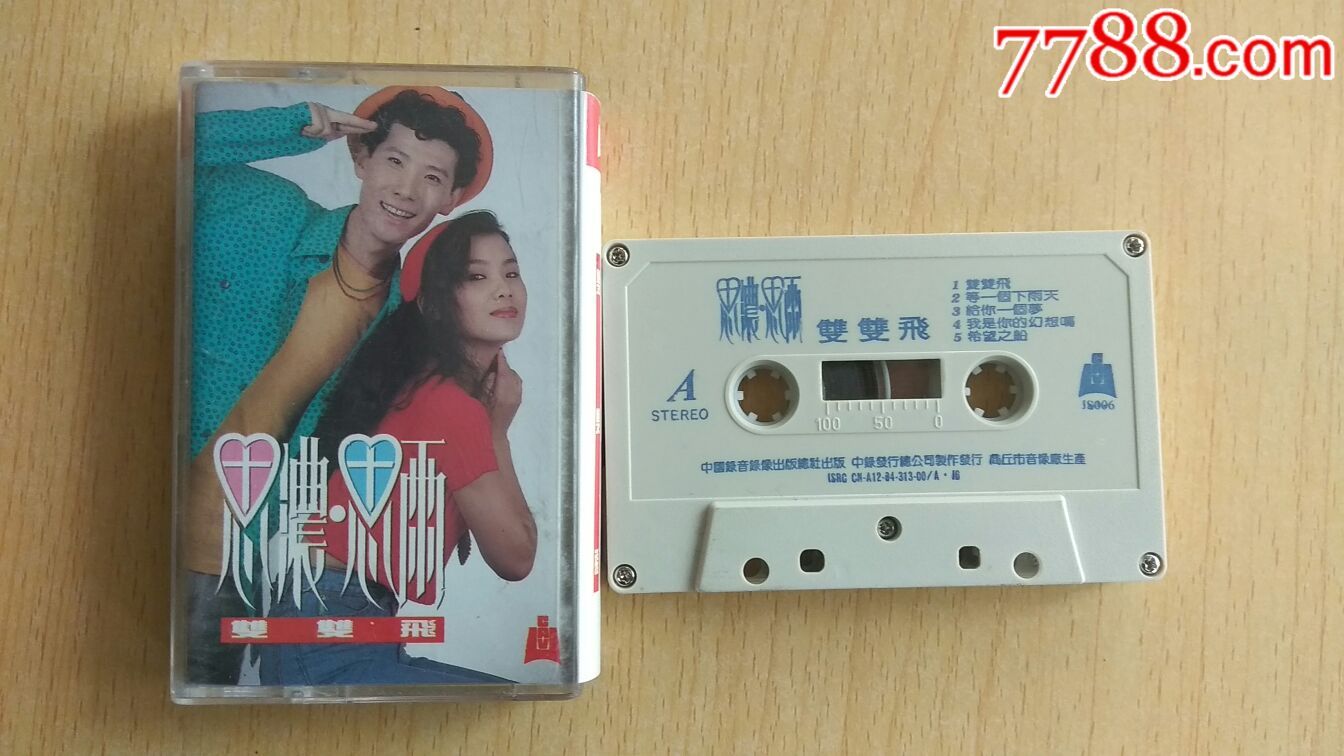 7788.com
思濃·思雨
雙雙飛
思濃·思雨 雙雙飛
1 雙雙飛
2 等一個下雨天
3 給你一個夢
4 我是你的幻想嗎
5 希望之船
A
STEREO
100 50 0
JS006
中國錄音錄像出版總社出版 中錄發行總公司製作發行 商丘市音像廠生產
ISRC CN-A12-94-313-00/A·J6